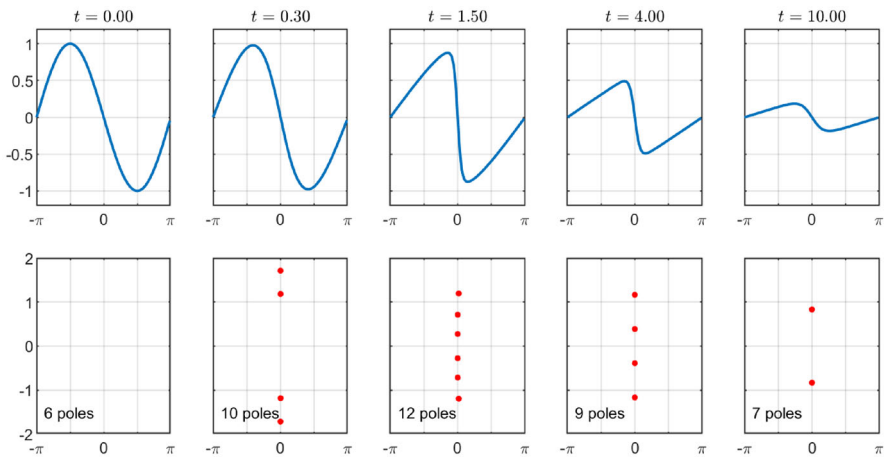 t = 0.00 t = 0.30 t = 1.50 t = 4.00 t = 10.00
1
0.5
0
-0.5
-1
-π 0 π -π 0 π -π 0 π -π 0 π -π 0 π
2
1
0
-1
6 poles 10 poles 12 poles 9 poles 7 poles
-2
-π 0 π -π 0 π -π 0 π -π 0 π -π 0 π